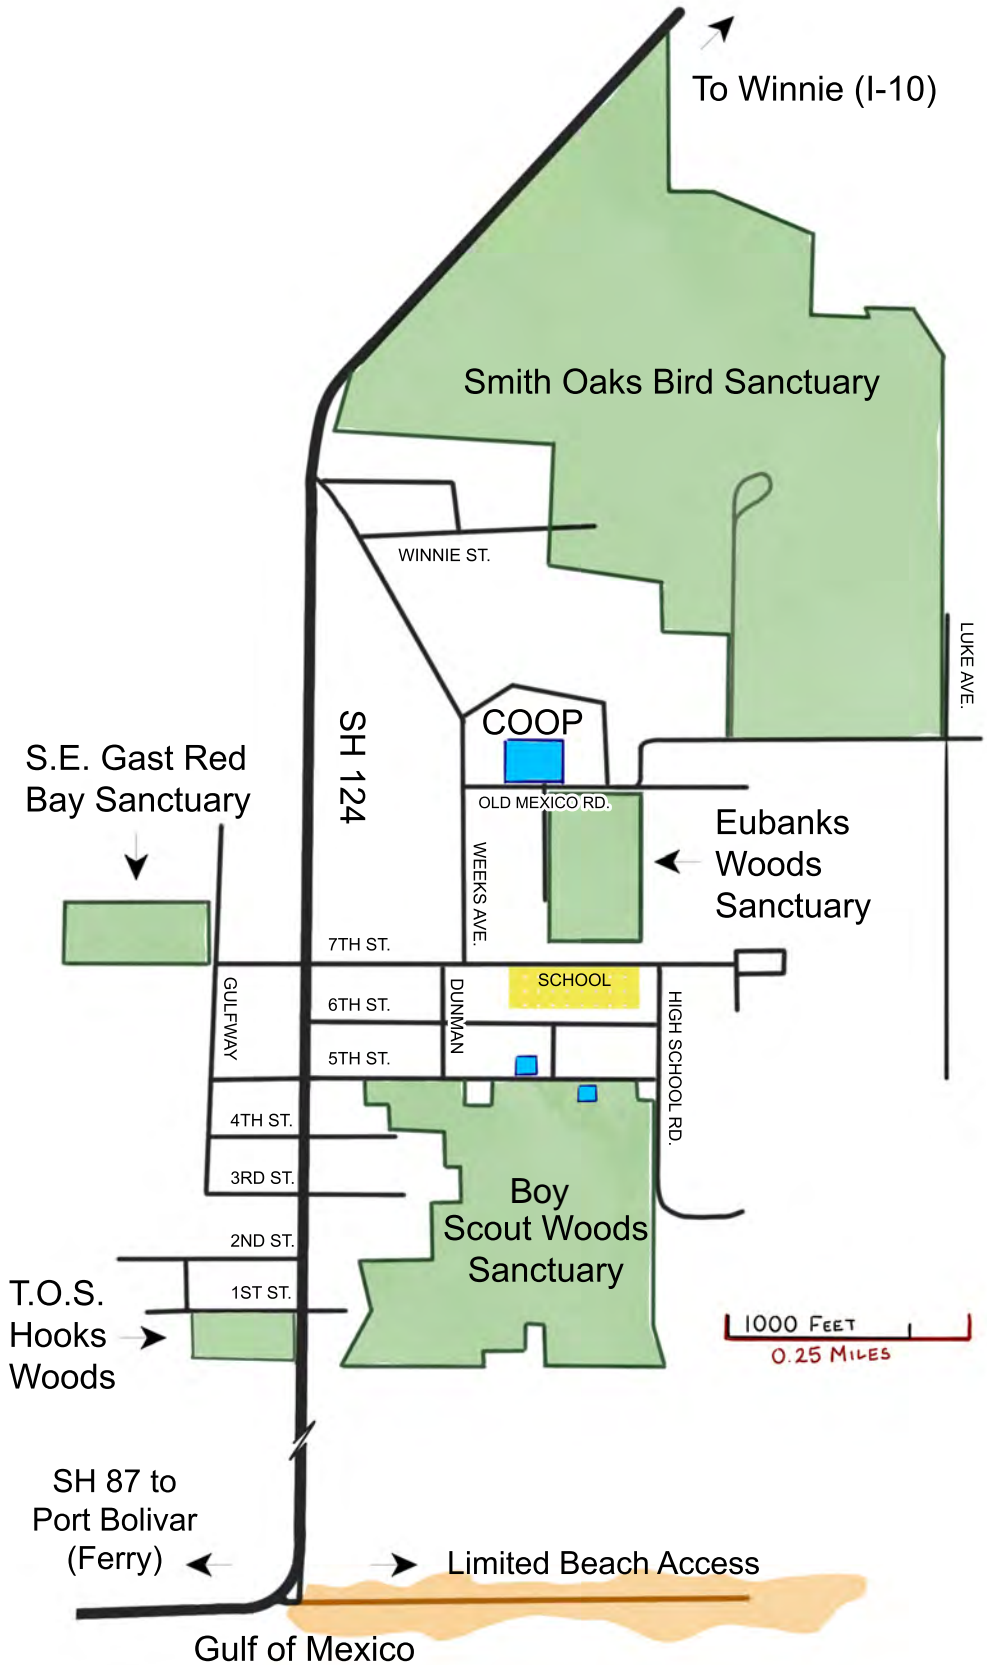 To Winnie (I-10)
Smith Oaks Bird Sanctuary
WINNIE ST.
LUKE AVE.
SH 124
COOP
OLD MEXICO RD.
S.E. Gast Red
Bay Sanctuary
Eubanks
Woods
Sanctuary
WEEKS AVE.
7TH ST.
SCHOOL
GULFWAY
DUNMAN
HIGH SCHOOL RD.
6TH ST.
5TH ST.
4TH ST.
3RD ST.
Boy
Scout Woods
Sanctuary
2ND ST.
1ST ST.
T.O.S.
Hooks
Woods
1000 FEET
0.25 MILES
SH 87 to
Port Bolivar
(Ferry)
Limited Beach Access
Gulf of Mexico